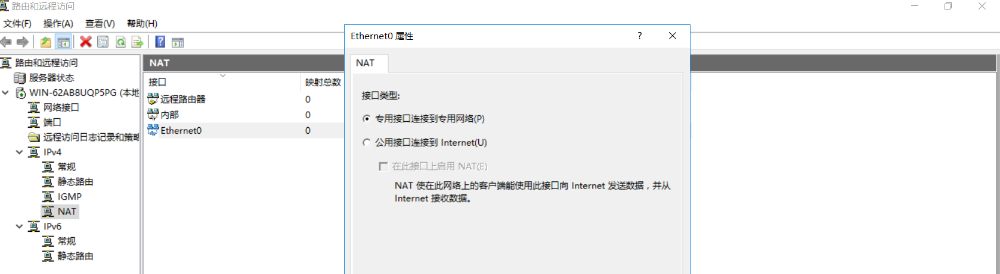 路由和远程访问
文件(F) 操作(A) 查看(V) 帮助(H)
路由和远程访问
服务器状态
WIN-62AB8UQP5PG (本地
网络接口
端口
远程访问日志记录和策略
IPv4
常规
静态路由
IGMP
NAT
IPv6
常规
静态路由
NAT
接口 映射总数
远程路由器 0
内部 0
Ethernet0 0
Ethernet0 属性
NAT
接口类型:
专用接口连接到专用网络(P)
公用接口连接到 Internet(U)
在此接口上启用 NAT(E)
NAT 使在此网络上的客户端能使用此接口向 Internet 发送数据，并从
Internet 接收数据。